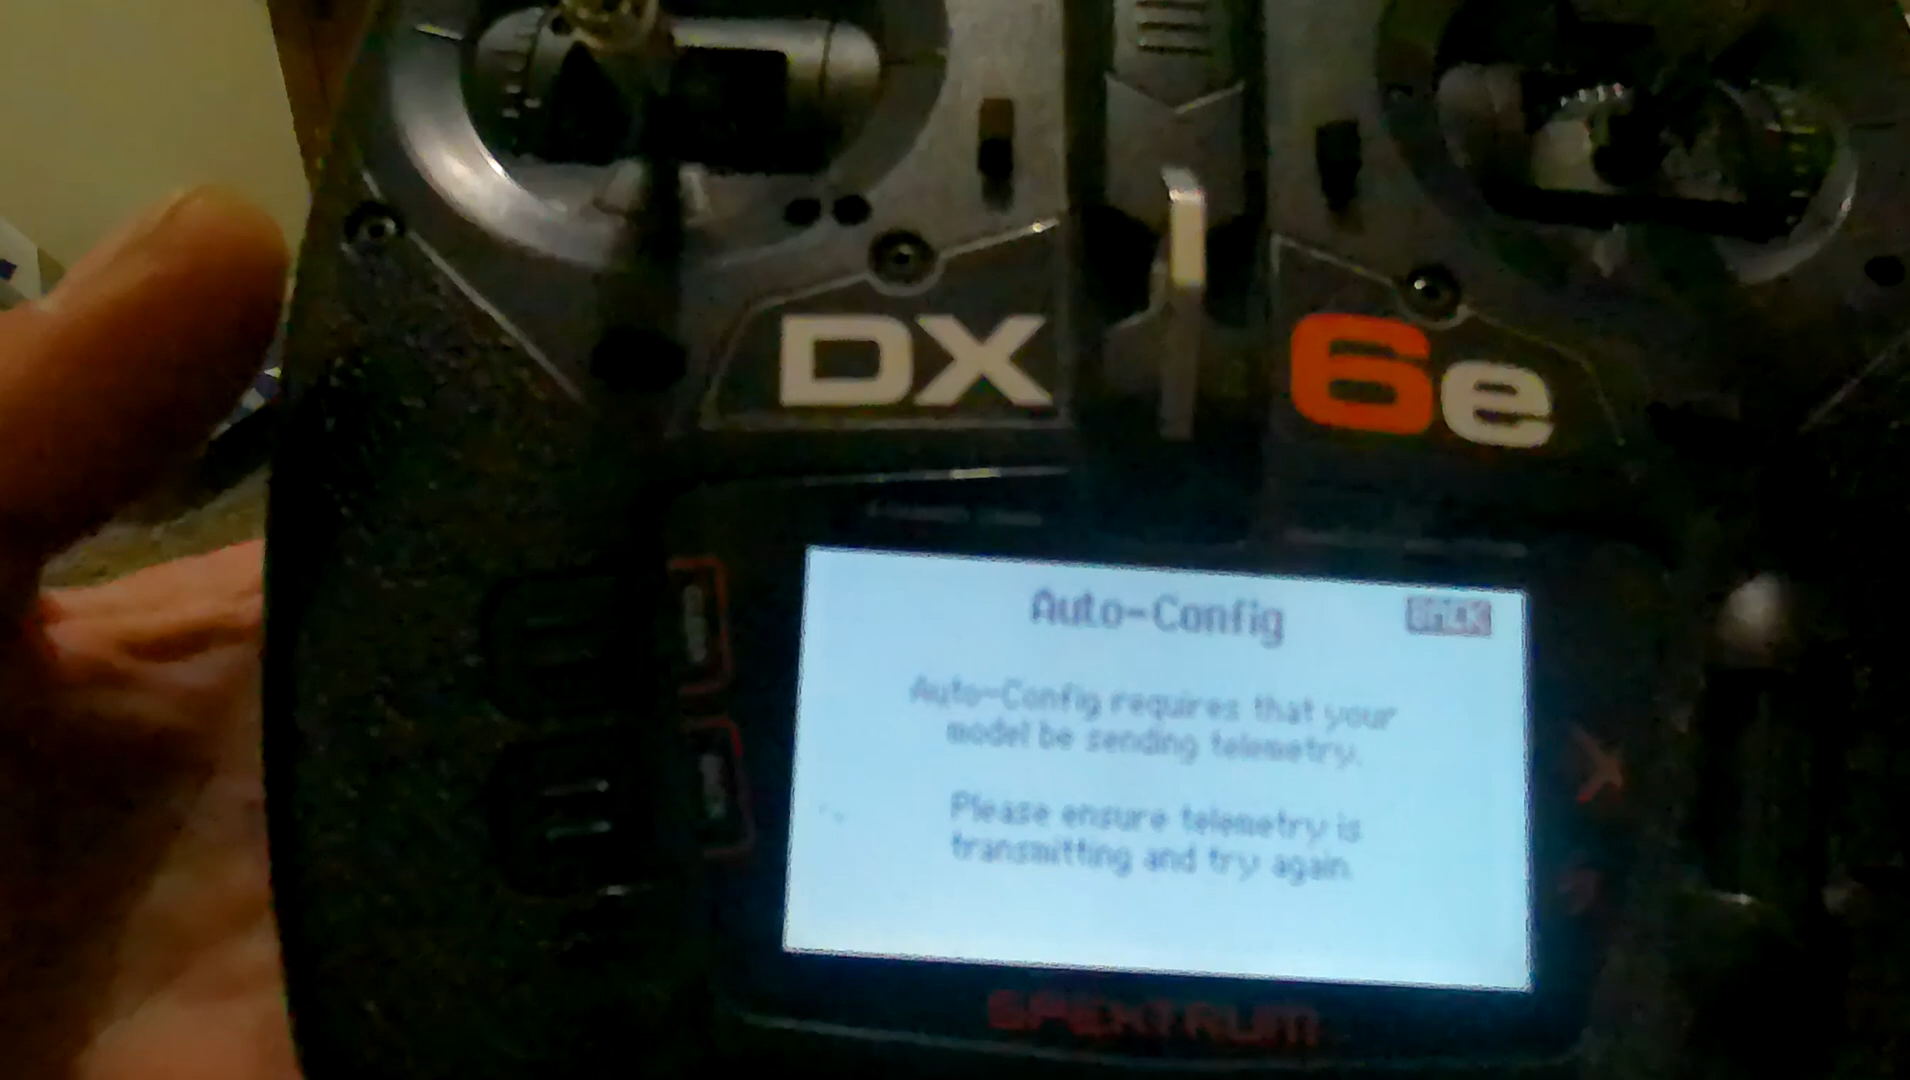 DX 6e
Auto-Config
Auto-Config requires that your
model be sending telemetry.
Please ensure telemetry is
transmitting and try again.
SPEKTRUM